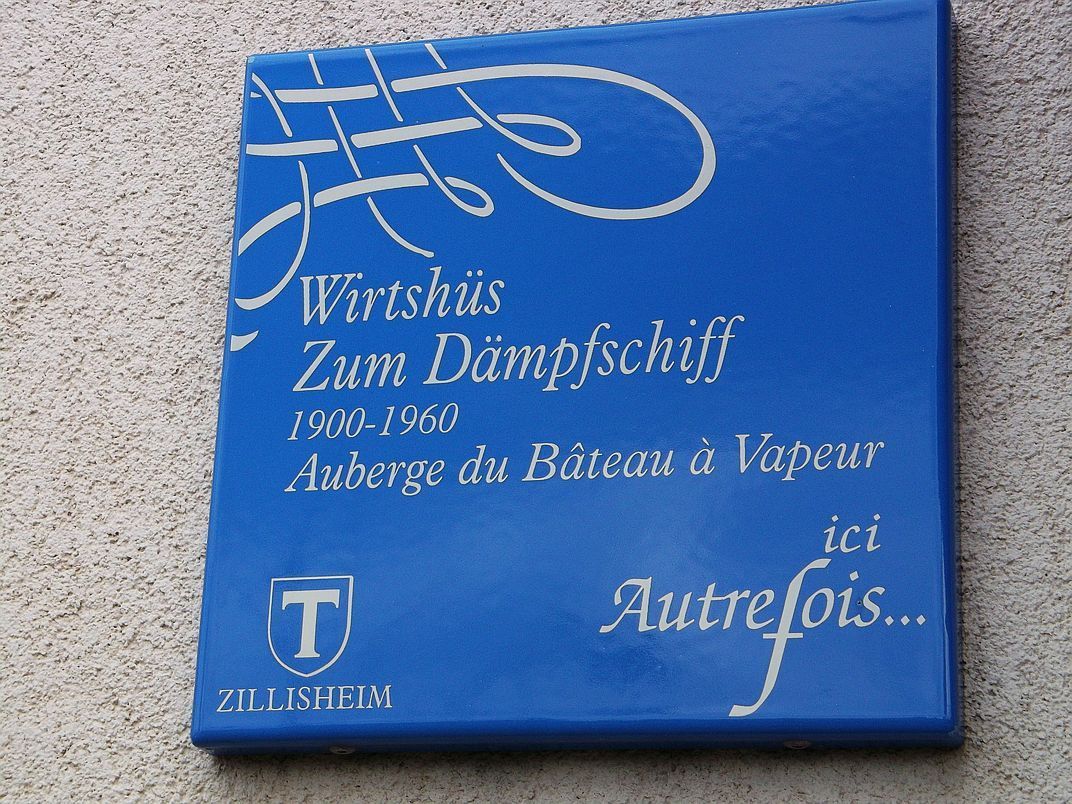 Wirtshüs
Zum Dämpfschiff
1900-1960
Auberge du Bâteau à Vapeur
ici
Autrefois...
T
ZILLISHEIM